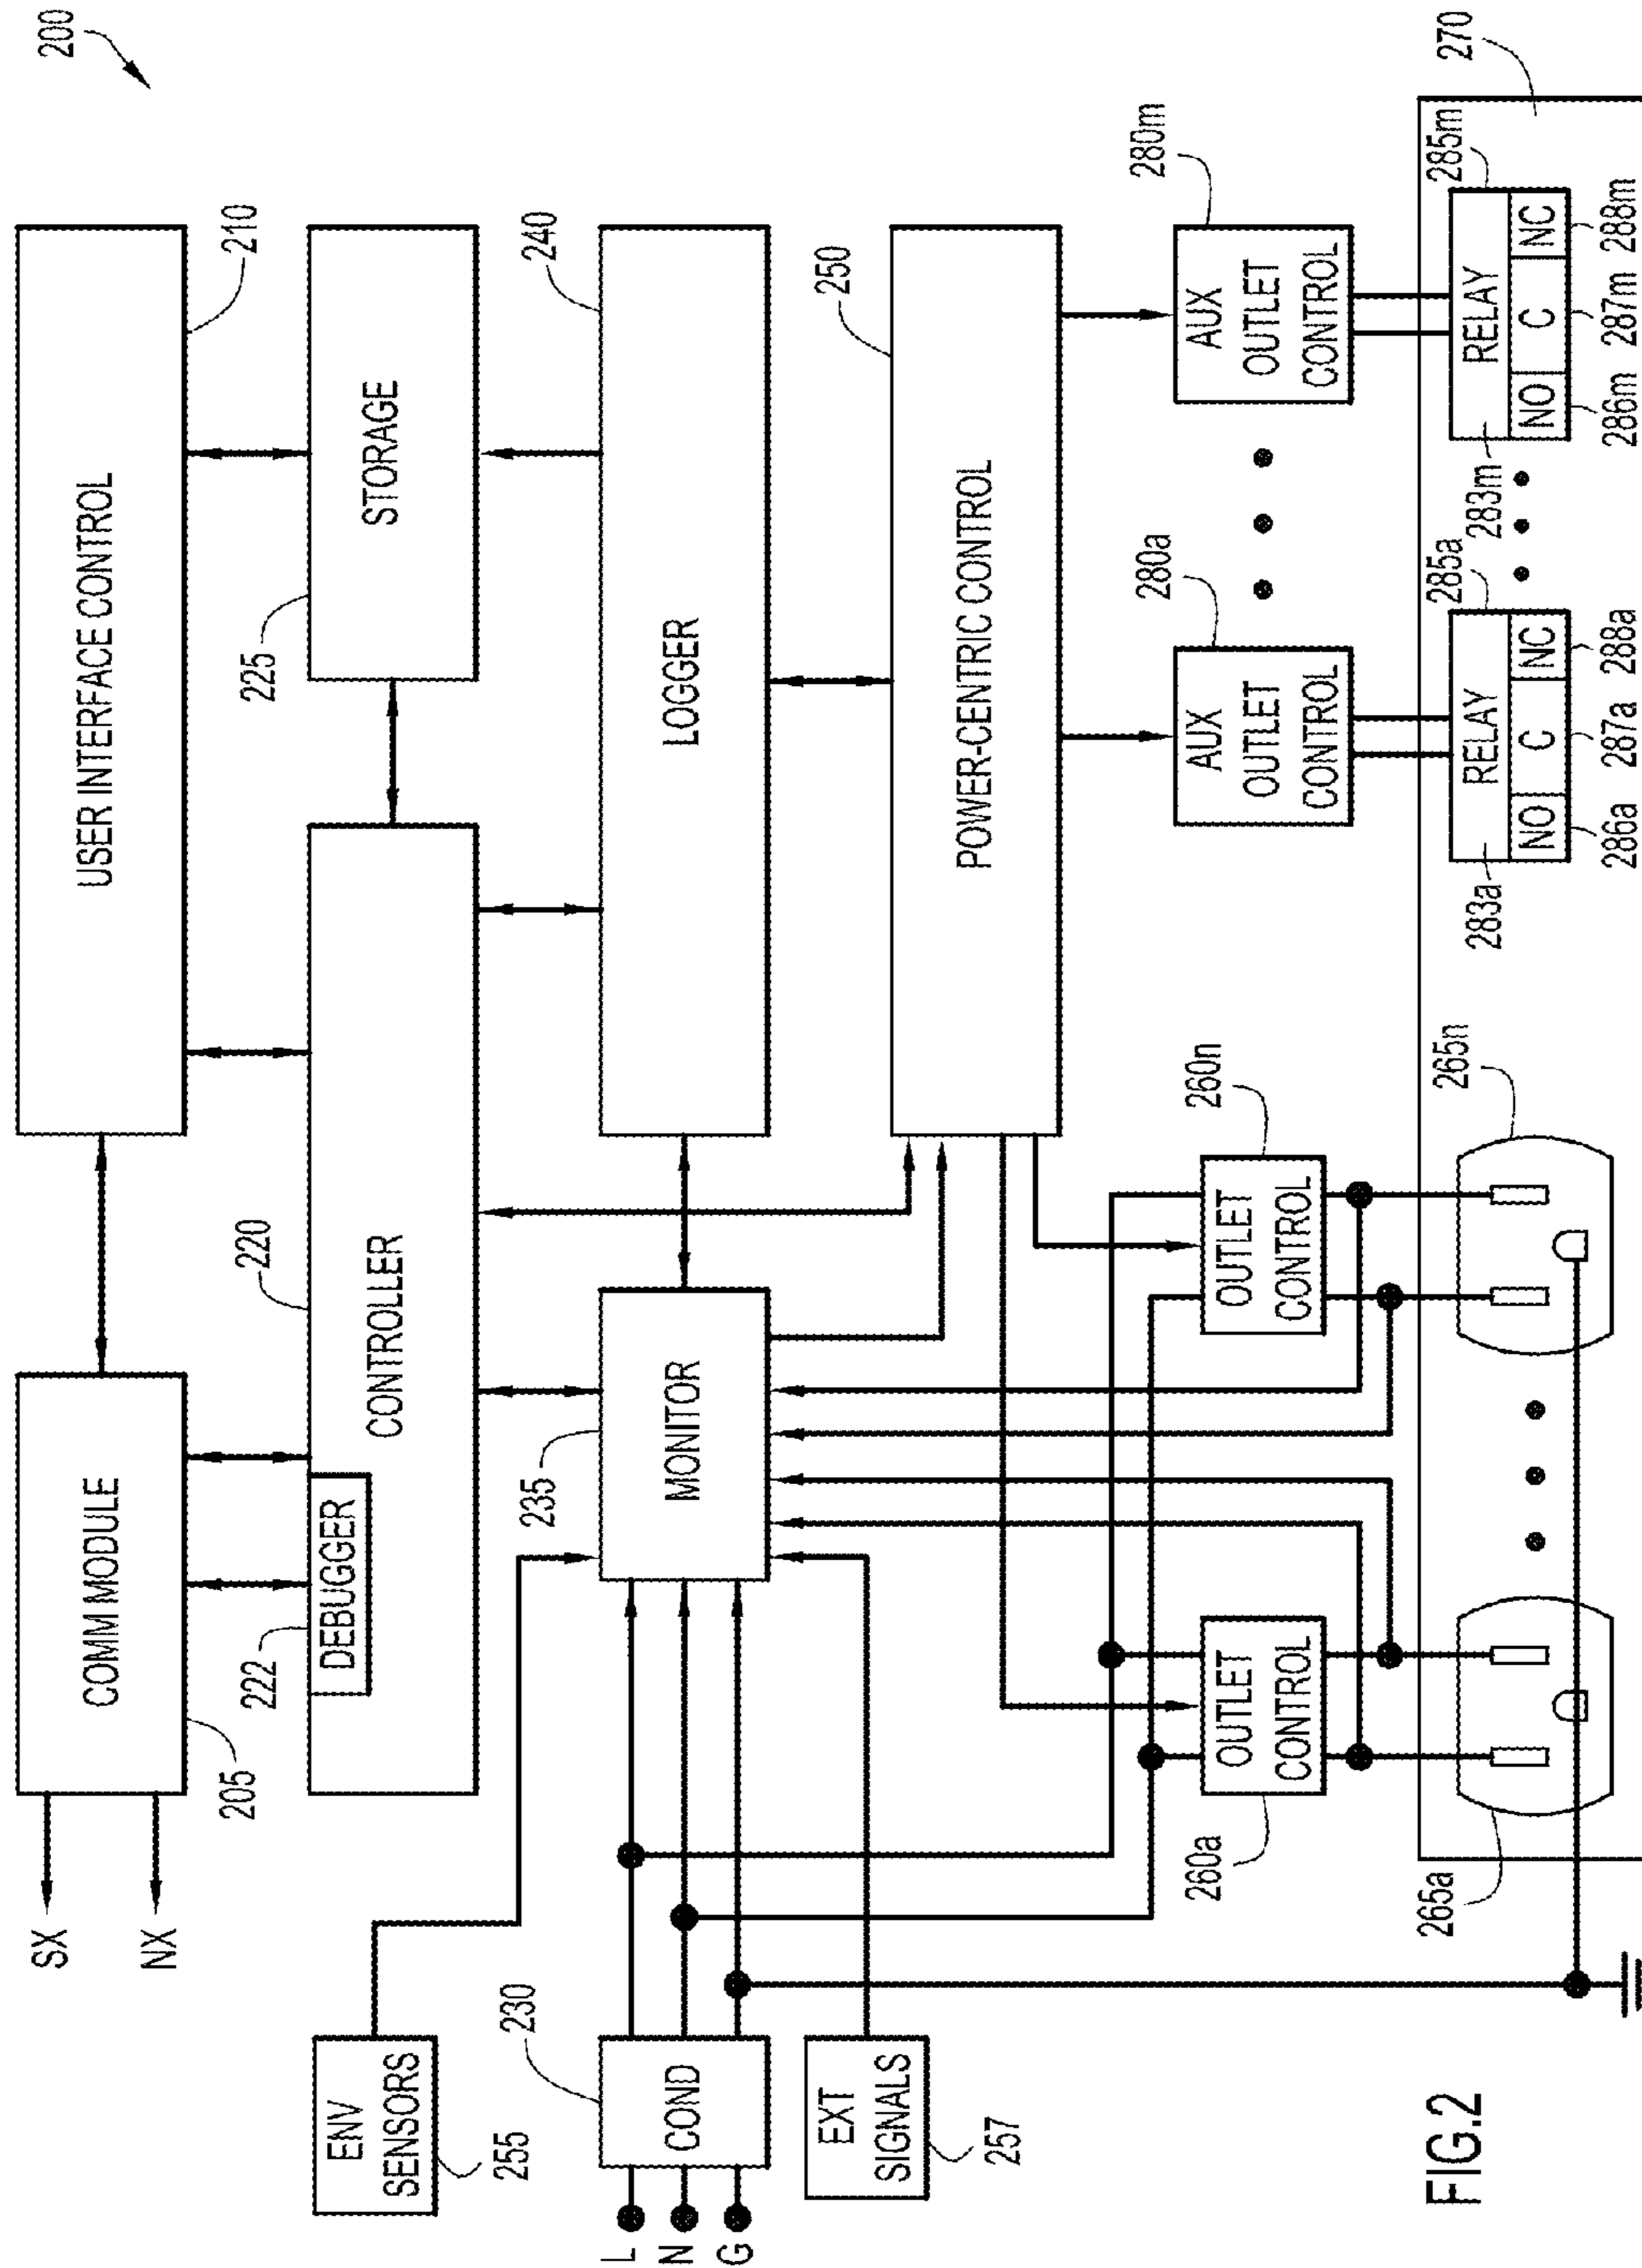 200
SX
NX
COMM MODULE
205
USER INTERFACE CONTROL
210
222
DEBUGGER
220
CONTROLLER
225
STORAGE
ENV
SENSORS
255
230
COND
L
N
G
235
MONITOR
LOGGER
240
EXT
SIGNALS
257
POWER-CENTRIC CONTROL
250
OUTLET
CONTROL
260a
OUTLET
CONTROL
260n
AUX
OUTLET
CONTROL
280a
AUX
OUTLET
CONTROL
280m
265a
265n
283a
RELAY
285a
NO
C
NC
286a
287a
288a
283m
RELAY
285m
NO
C
NC
286m
287m
288m
270
FIG.2